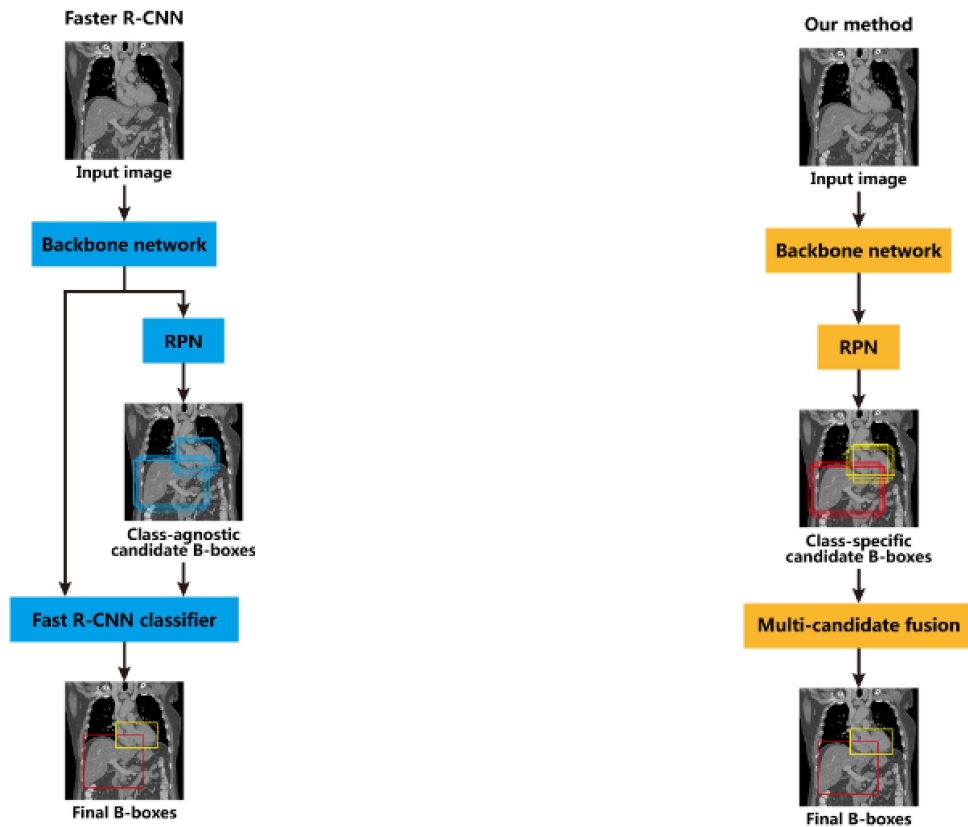 Faster R-CNN
Input image
Backbone network
RPN
Class-agnostic
candidate B-boxes
Fast R-CNN classifier
Final B-boxes
Our method
Input image
Backbone network
RPN
Class-specific
candidate B-boxes
Multi-candidate fusion
Final B-boxes